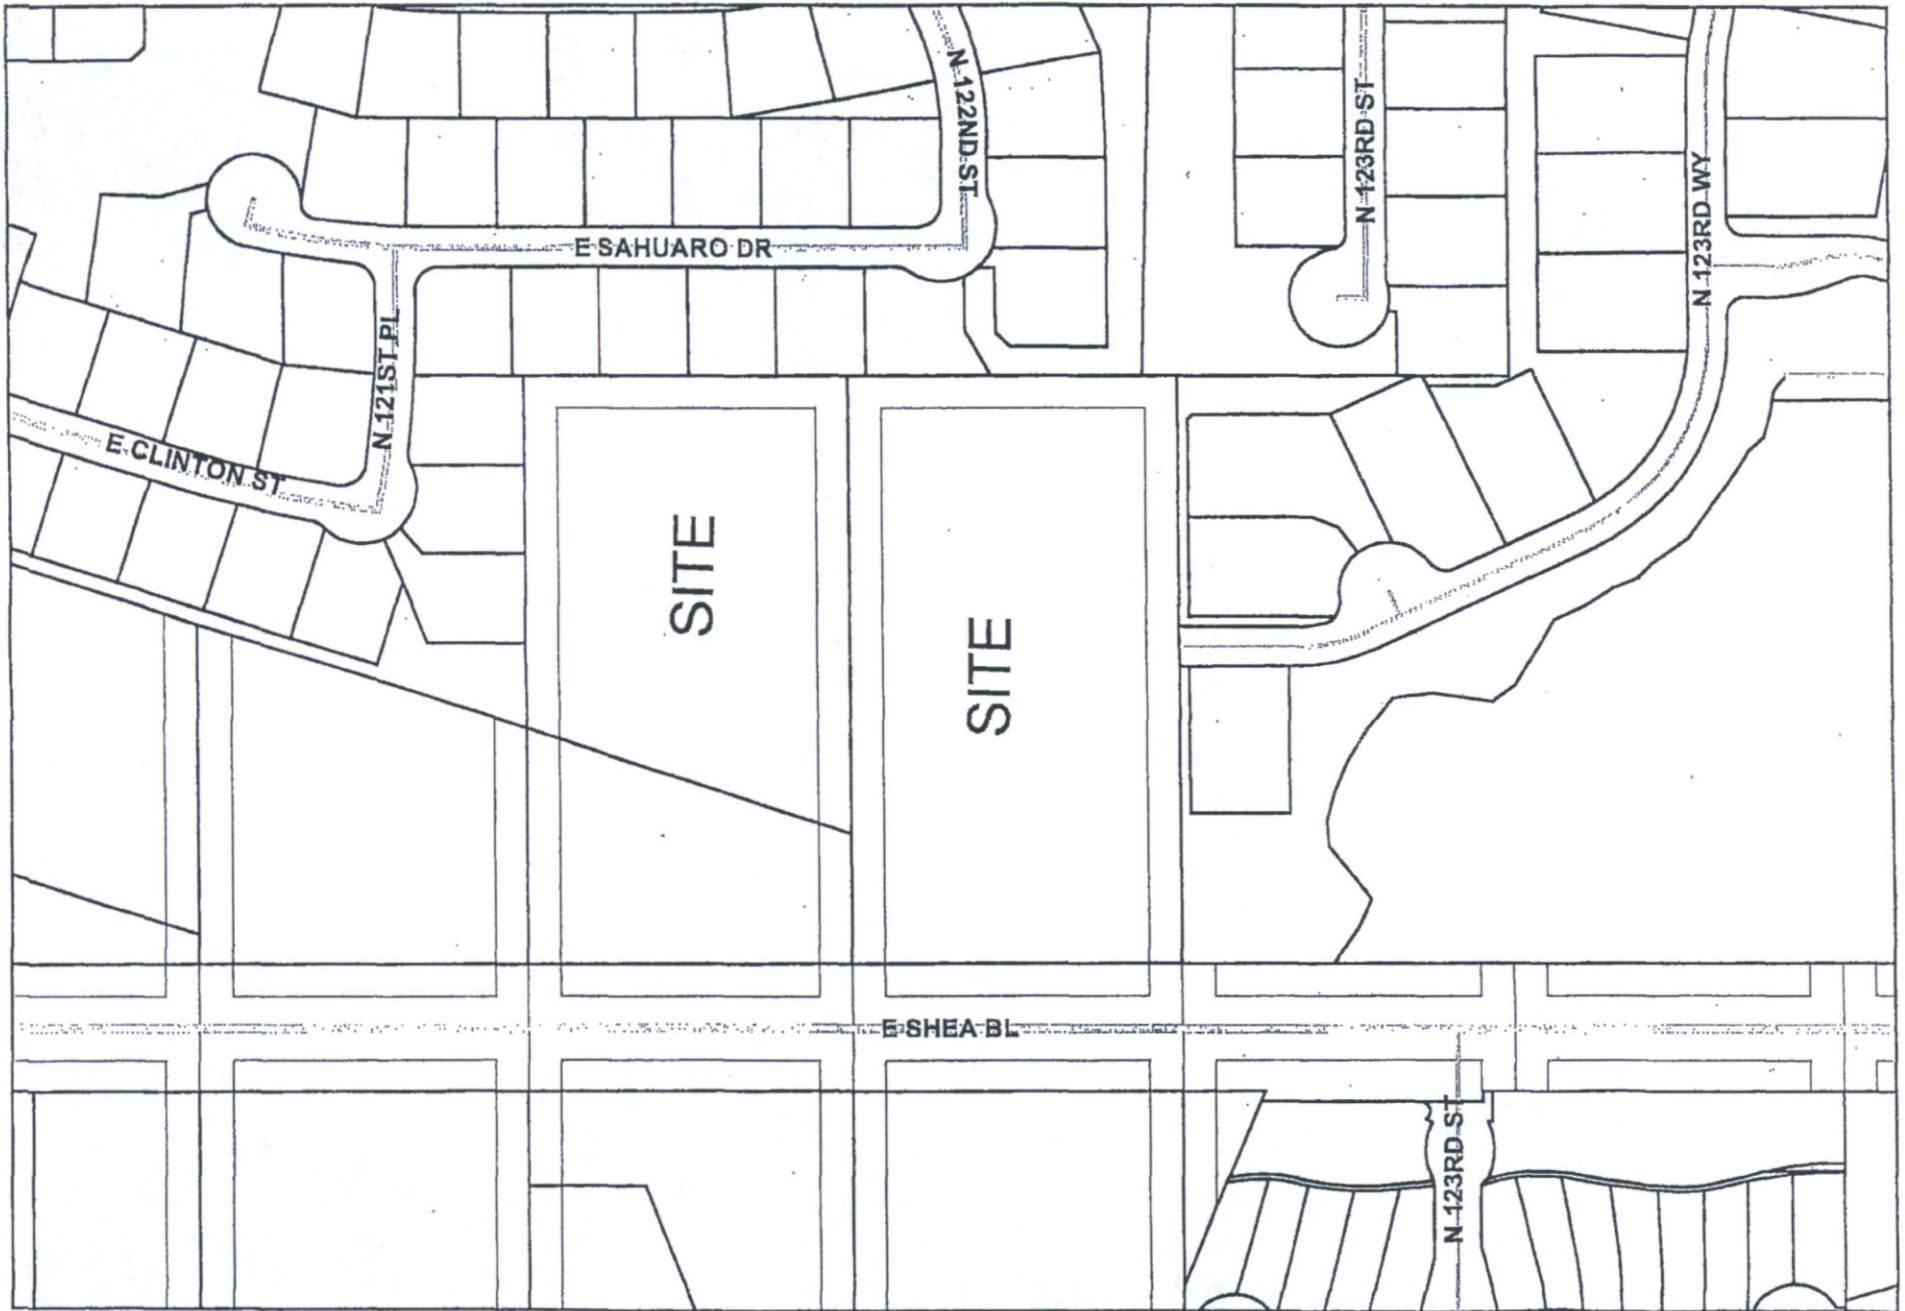 N 122ND ST
N 123RD ST
N 123RD WY
E SAHUARO DR
N 121ST PL
E CLINTON ST
SITE
SITE
E SHEA BL
N 123RD ST